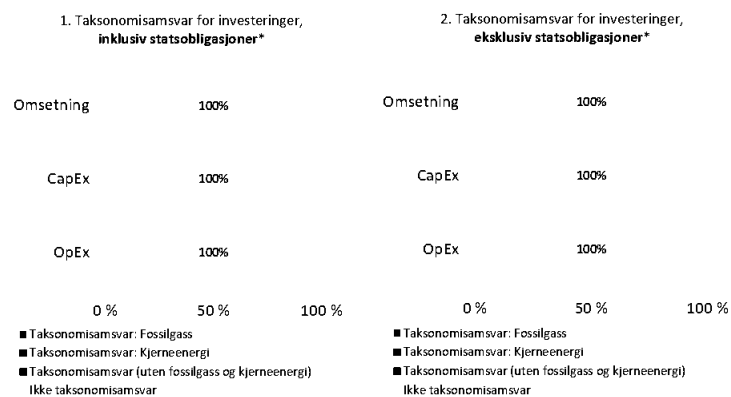 1. Taksonomisamsvar for investeringer,
inklusiv statsobligasjoner*
Omsetning
100%
CapEx
100%
OpEx
100%
0 %
50 %
100 %
Taksonomisamsvar: Fossilgass
Taksonomisamsvar: Kjerneenergi
Taksonomisamsvar (uten fossilgass og kjerneenergi)
Ikke taksonomisamsvar
2. Taksonomisamsvar for investeringer,
eksklusiv statsobligasjoner*
Omsetning
100%
CapEx
100%
OpEx
100%
0 %
50 %
100 %
Taksonomisamsvar: Fossilgass
Taksonomisamsvar: Kjerneenergi
Taksonomisamsvar (uten fossilgass og kjerneenergi)
Ikke taksonomisamsvar